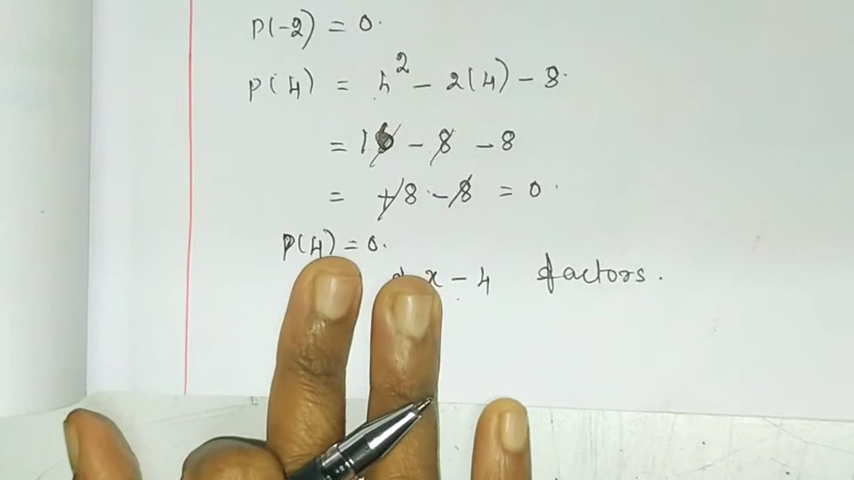 P(-2) = 0.
P(4) = 4² - 2(4) - 8.
= 16 - 8 - 8
= +8 - 8 = 0.
P(4) = 0.
x - 4 factors.